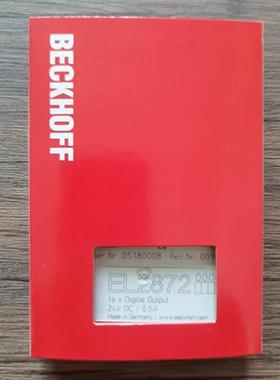 BECKHOFF
Ser.Nr. 05180008 Rev.Nr. 00
EL2872
16 x Digital Output
24V DC / 0.5A
Made in Germany / www.beckhoff.com